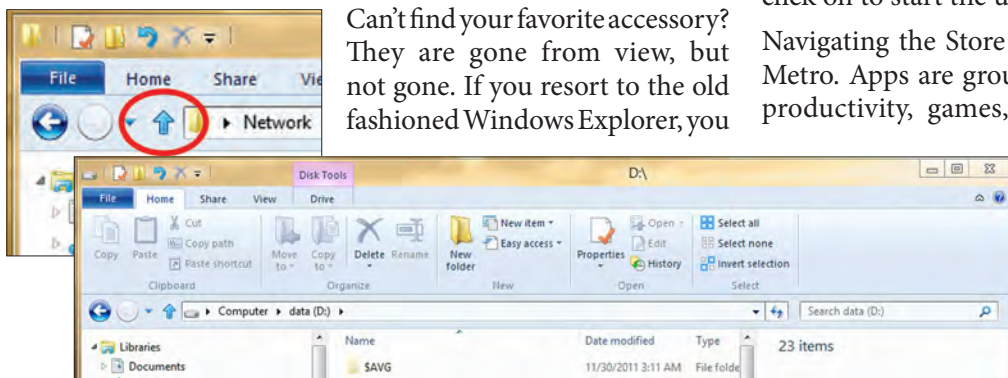 Can't find your favorite accessory?
They are gone from view, but
not gone. If you resort to the old
fashioned Windows Explorer, you
Navigating the Store
Metro. Apps are grou
productivity, games,
File Home Share Vie
Network
Disk Tools D:\
File Home Share View Drive
Copy Paste Cut Copy path Paste shortcut
Move to Copy to Delete Rename
New folder New item Easy access
Properties Open Edit History
Select all Select none Invert selection
Clipboard Organize New Open Select
Computer data (D:) Search data (D:)
Libraries Name Date modified Type 23 items
Documents $AVG 11/30/2011 3:11 AM File folde